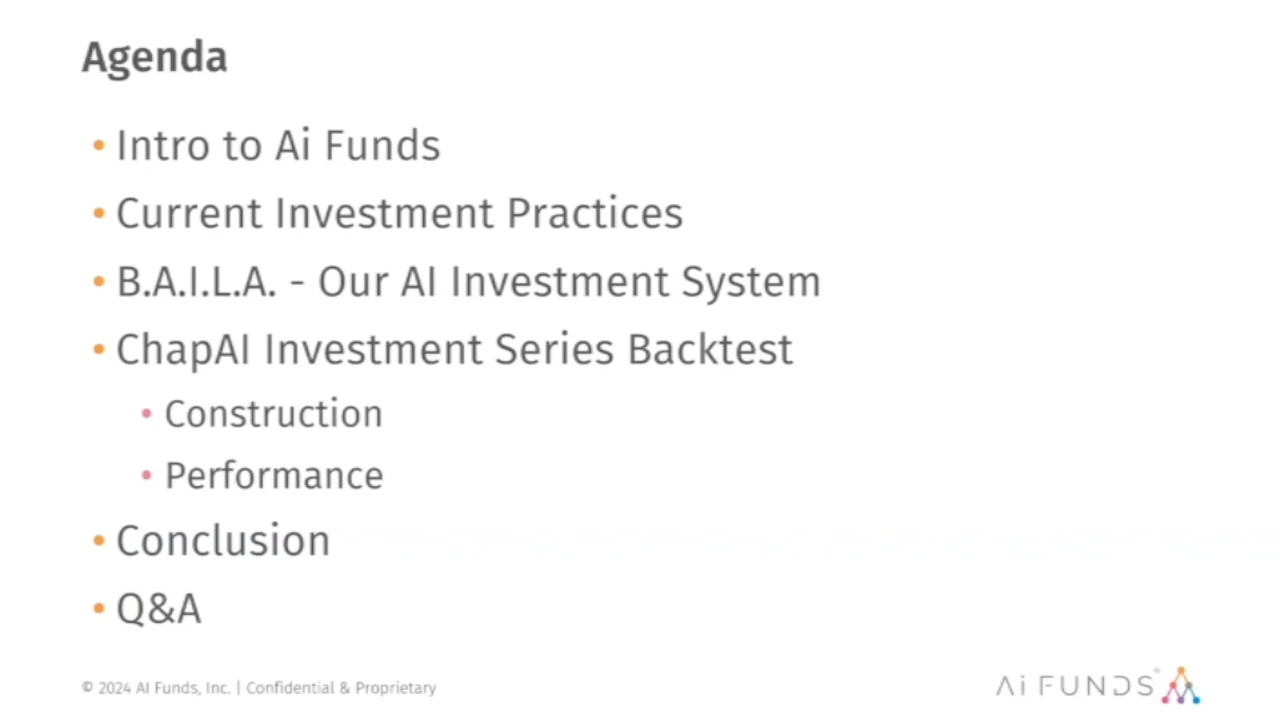 Agenda
• Intro to Ai Funds
• Current Investment Practices
• B.A.I.L.A. - Our AI Investment System
• ChapAI Investment Series Backtest
• Construction
• Performance
• Conclusion
• Q&A
© 2024 AI Funds, Inc. | Confidential & Proprietary
Ai FUNDS®